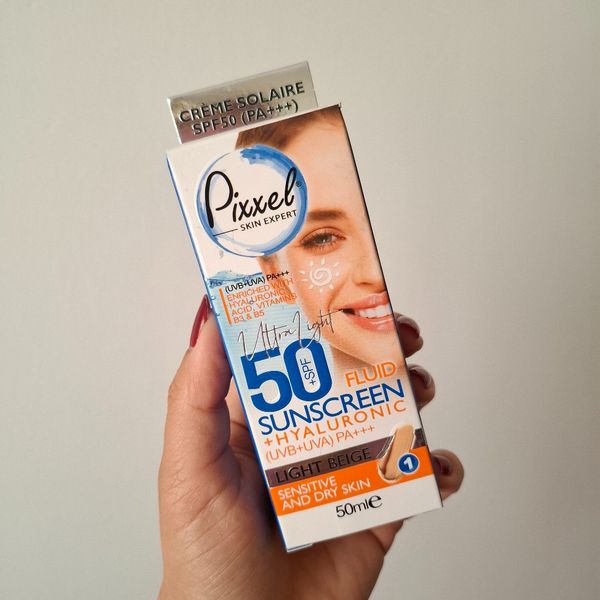 CRÈME SOLAIRE
SPF50 (PA+++)
Pixxel®
SKIN EXPERT
(UVB+UVA) PA+++
ENRICHED WITH
HYALURONIC
ACID, VITAMINS
B3 & B5
Ultra Light
50
+SPF
FLUID
SUNSCREEN
+HYALURONIC
(UVB+UVA) PA+++
LIGHT BEIGE
1
SENSITIVE
AND DRY SKIN
50ml e